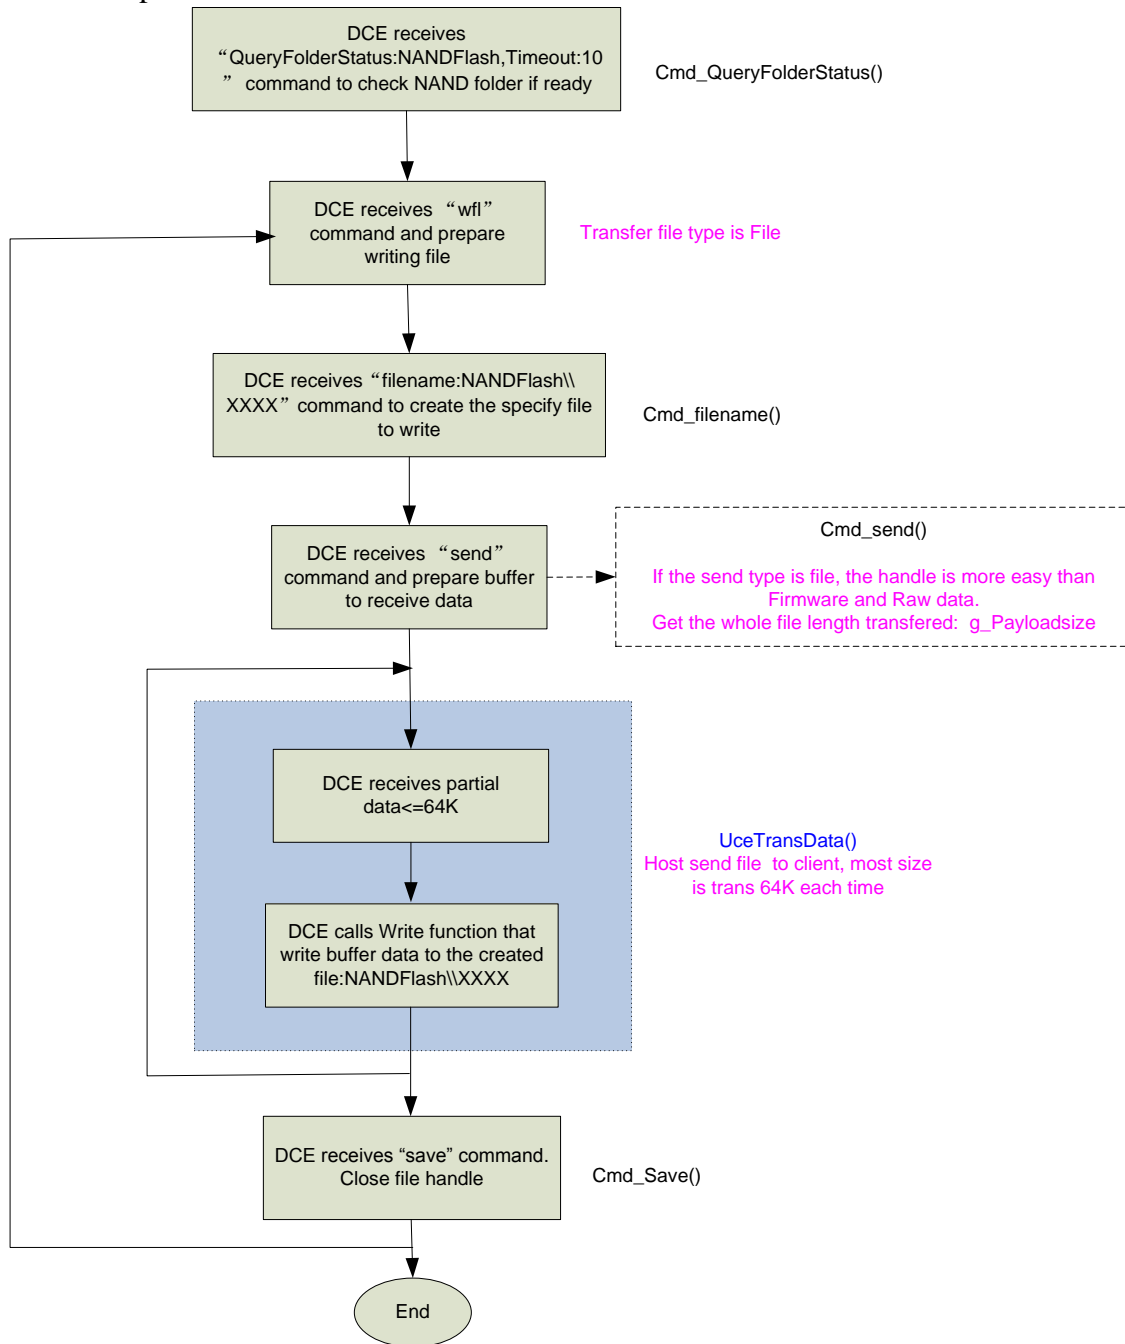 DCE receives
“QueryFolderStatus:NANDFlash,Timeout:10
” command to check NAND folder if ready
Cmd_QueryFolderStatus()
DCE receives “wfl”
command and prepare
writing file
Transfer file type is File
DCE receives “filename:NANDFlash\\
XXXX” command to create the specify file
to write
Cmd_filename()
DCE receives “send”
command and prepare buffer
to receive data
Cmd_send()
If the send type is file, the handle is more easy than
Firmware and Raw data.
Get the whole file length transfered: g_Payloadsize
DCE receives partial
data<=64K
UceTransData()
Host send file to client, most size
is trans 64K each time
DCE calls Write function that
write buffer data to the created
file:NANDFlash\\XXXX
DCE receives “save” command.
Close file handle
Cmd_Save()
End